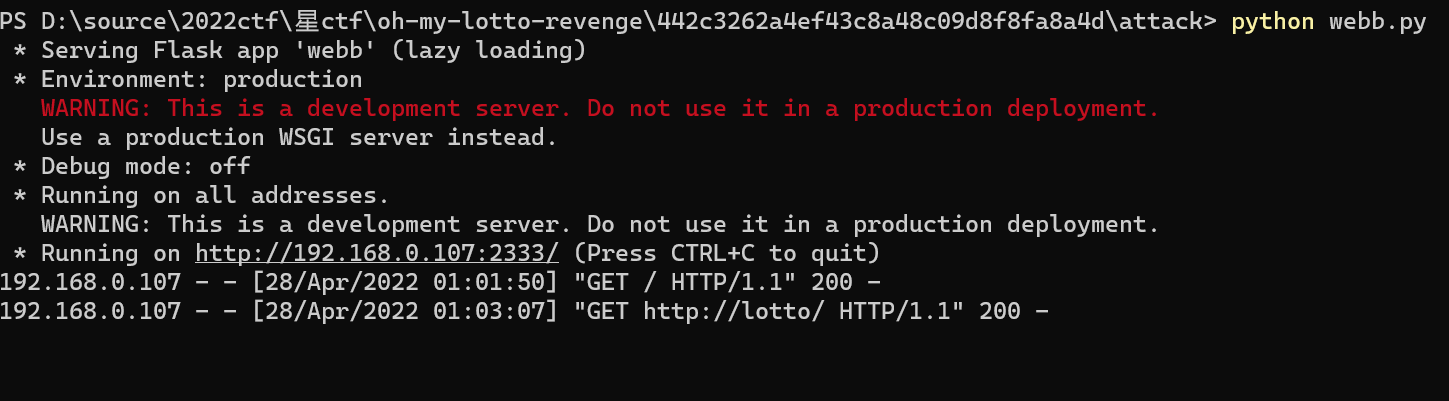 PS D:\source\2022ctf\星ctf\oh-my-lotto-revenge\442c3262a4ef43c8a48c09d8f8fa8a4d\attack> python webb.py
 * Serving Flask app 'webb' (lazy loading)
 * Environment: production
   WARNING: This is a development server. Do not use it in a production deployment.
   Use a production WSGI server instead.
 * Debug mode: off
 * Running on all addresses.
   WARNING: This is a development server. Do not use it in a production deployment.
 * Running on http://192.168.0.107:2333/ (Press CTRL+C to quit)
192.168.0.107 - - [28/Apr/2022 01:01:50] "GET / HTTP/1.1" 200 -
192.168.0.107 - - [28/Apr/2022 01:03:07] "GET http://lotto/ HTTP/1.1" 200 -